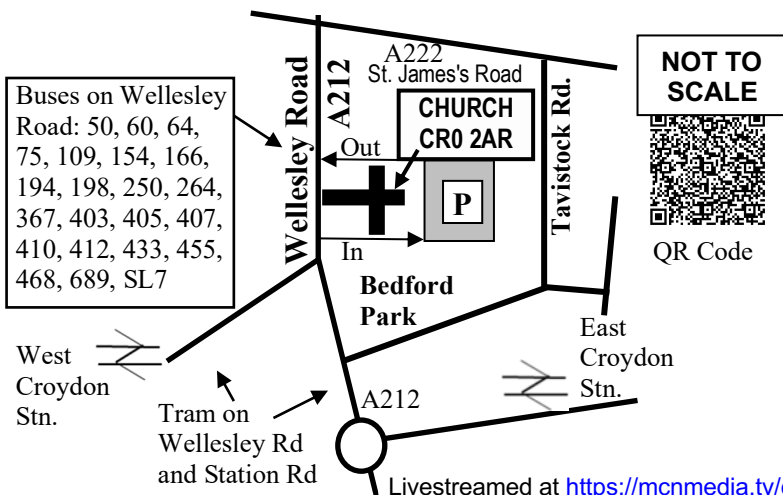 A222
St. James's Road
NOT TO
SCALE
Buses on Wellesley
Road: 50, 60, 64,
75, 109, 154, 166,
194, 198, 250, 264,
367, 403, 405, 407,
410, 412, 433, 455,
468, 689, SL7
Wellesley Road
A212
CHURCH
CR0 2AR
Out
P
In
Tavistock Rd.
QR Code
Bedford
Park
West
Croydon
Stn.
East
Croydon
Stn.
Tram on
Wellesley Rd
and Station Rd
A212
Livestreamed at https://mcnmedia.tv/